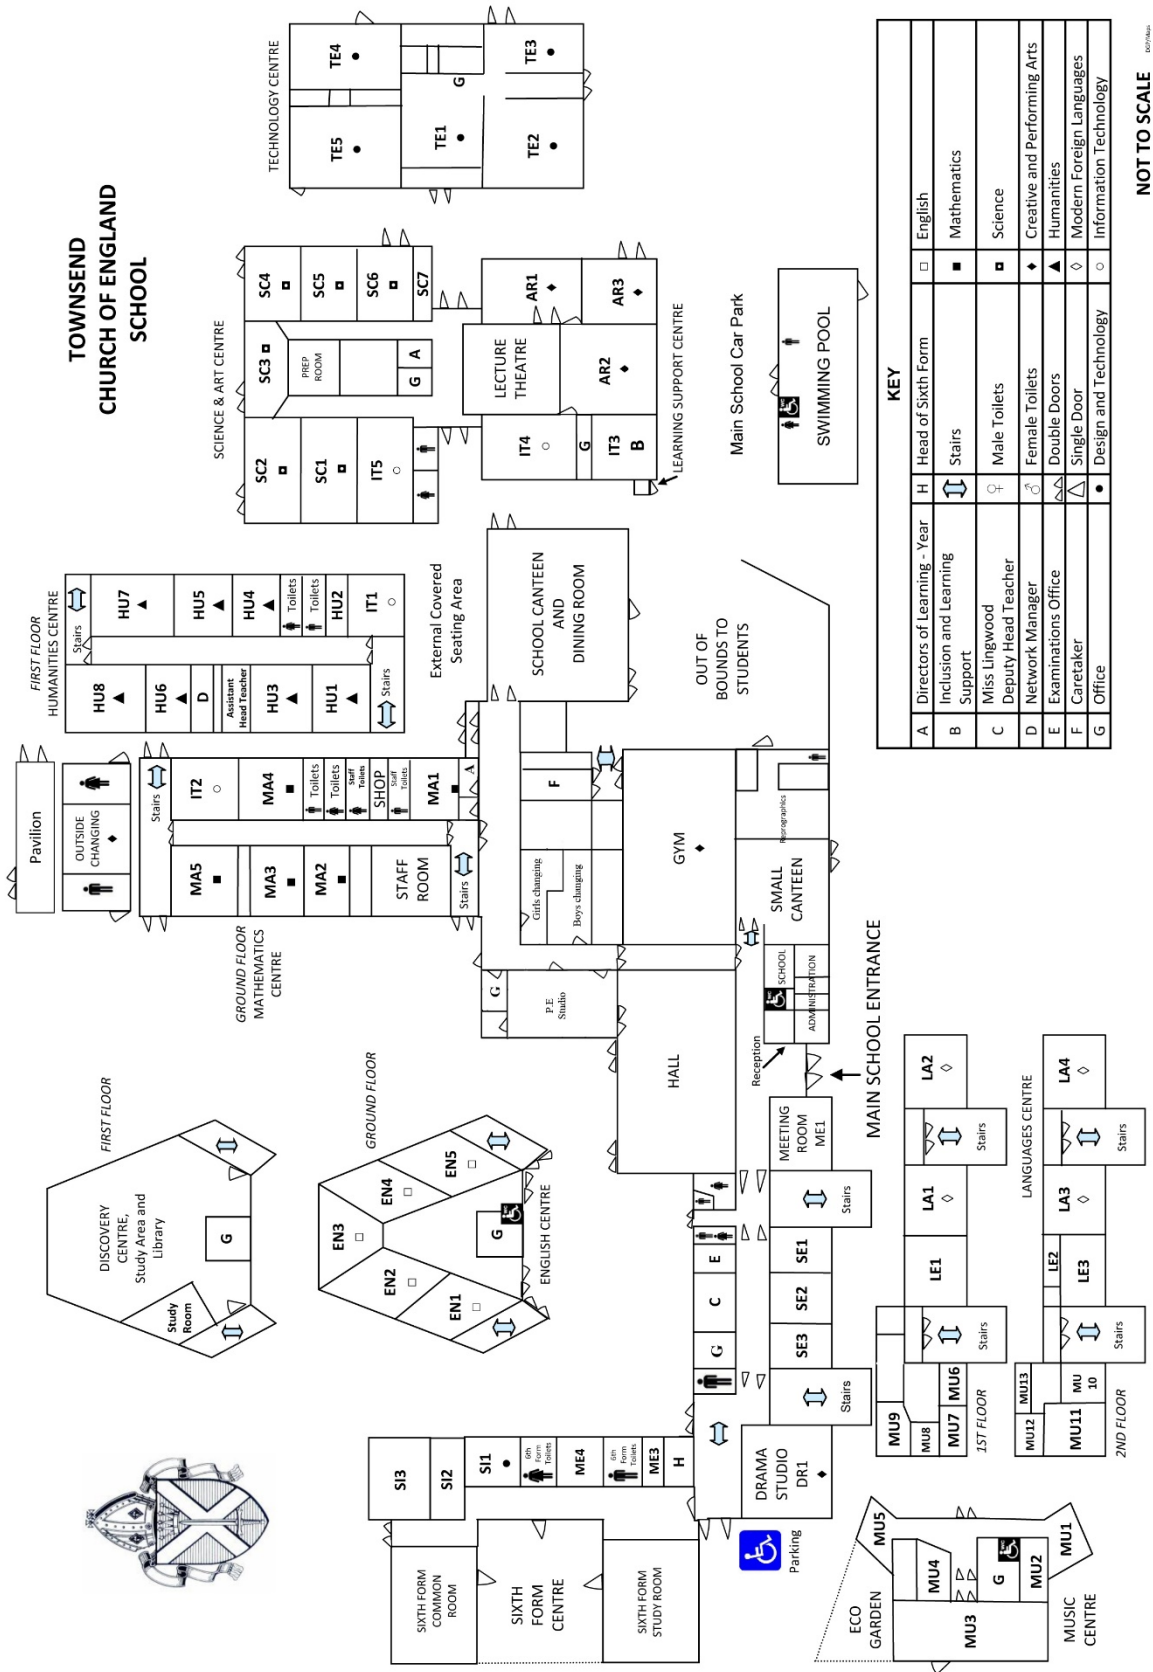 TOWNSEND
CHURCH OF ENGLAND
SCHOOL
DISCOVERY
CENTRE,
Study Area and
Library
Study
Room
G
FIRST FLOOR
EN3
EN2
EN4
EN1
EN5
G
GROUND FLOOR
ENGLISH CENTRE
Pavilion
OUTSIDE
CHANGING
Stairs
MA5
IT2
MA3
MA4
MA2
Toilets
Toilets
Staff
Toilets
SHOP
Staff
Toilets
STAFF
ROOM
MA1
Stairs
A
GROUND FLOOR
MATHEMATICS
CENTRE
FIRST FLOOR
HUMANITIES CENTRE
Stairs
HU8
HU7
HU6
HU5
D
HU4
Assistant
Head Teacher
Toilets
HU3
Toilets
HU2
HU1
IT1
Stairs
External Covered
Seating Area
SCIENCE & ART CENTRE
SC2
SC3
SC4
SC1
PREP
ROOM
SC5
IT5
SC6
G
A
SC7
LECTURE
THEATRE
AR1
IT4
G
AR2
AR3
IT3
B
LEARNING SUPPORT CENTRE
TECHNOLOGY CENTRE
TE5
TE4
TE1
G
TE2
TE3
SI3
SI2
SI1
6th
Form
Toilets
ME4
6th
Form
Toilets
ME3
H
SIXTH FORM
COMMON
ROOM
SIXTH
FORM
CENTRE
SIXTH FORM
STUDY ROOM
G
P.E
Studio
Girls changing
Boys changing
F
SCHOOL CANTEEN
AND
DINING ROOM
HALL
GYM
G
C
E
DRAMA
STUDIO
DR1
Stairs
SE3
SE2
SE1
Stairs
MEETING
ROOM
ME1
Reception
SCHOOL
ADMINISTRATION
SMALL
CANTEEN
Reprographics
OUT OF
BOUNDS TO
STUDENTS
Main School Car Park
SWIMMING POOL
Parking
MAIN SCHOOL ENTRANCE
ECO
GARDEN
MU5
MU4
G
MU3
MU2
MU1
MUSIC
CENTRE
MU9
MU8
MU7
MU6
1ST FLOOR
Stairs
LE1
LA1
Stairs
LA2
MU12
MU13
MU11
MU
10
2ND FLOOR
Stairs
LE2
LE3
LA3
Stairs
LA4
LANGUAGES CENTRE
KEY
A Directors of Learning - Year H Head of Sixth Form □ English
B Inclusion and Learning
Support Stairs ■ Mathematics
C Miss Lingwood
Deputy Head Teacher ♀ Male Toilets Science
D Network Manager ♂ Female Toilets ♦ Creative and Performing Arts
E Examinations Office Double Doors ▲ Humanities
F Caretaker △ Single Door ◊ Modern Foreign Languages
G Office ● Design and Technology ○ Information Technology
NOT TO SCALE